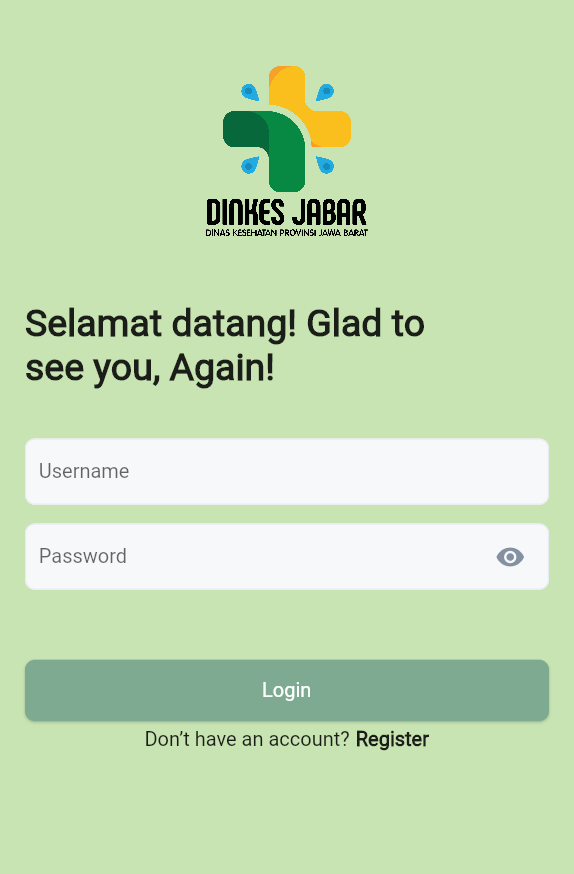 DINKES JABAR
DINAS KESEHATAN PROVINSI JAWA BARAT
Selamat datang! Glad to
see you, Again!
Username
Password
Login
Don’t have an account? Register